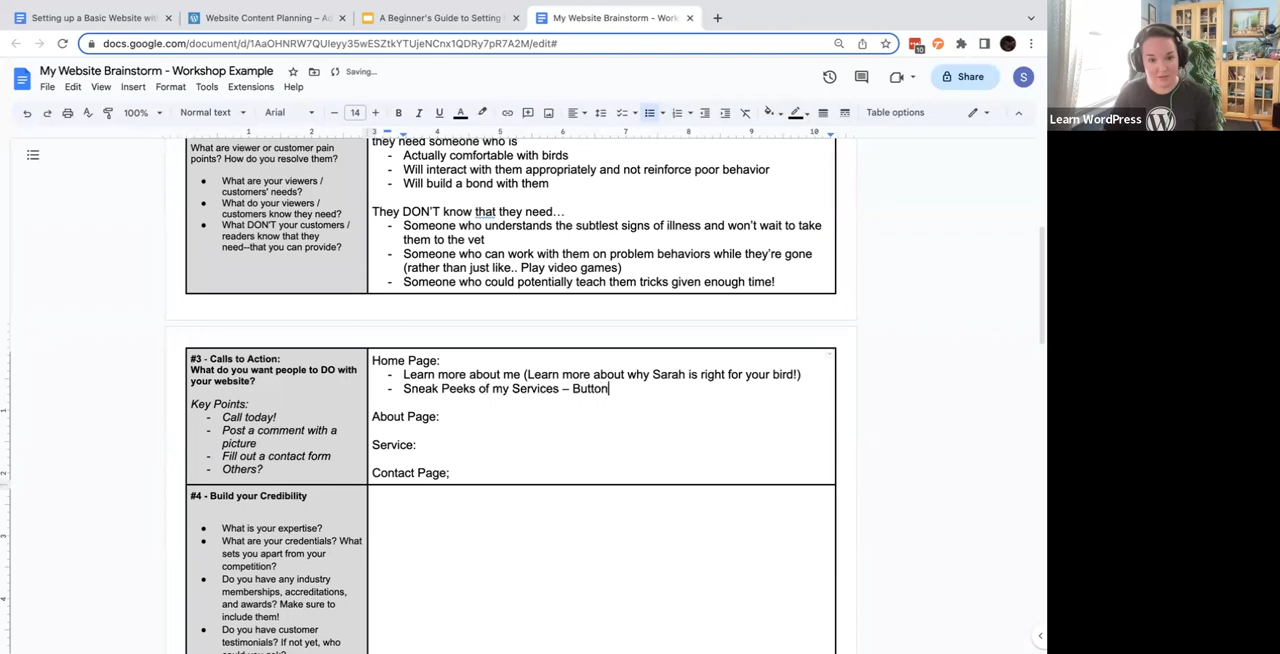 Setting up a Basic Website with
Website Content Planning – Ad
A Beginner's Guide to Setting
My Website Brainstorm - Work
docs.google.com/document/d/1AaOHNRW7QUIeyy35wESZtkYTUjeNCnx1QDRy7pR7A2M/edit#
10
My Website Brainstorm - Workshop Example
Saving...
Share
S
File Edit View Insert Format Tools Extensions Help
100%
Normal text
Arial
14
B I U A
Table options
1 2 3 4 5 6 7 8 9 10
What are viewer or customer pain
points? How do you resolve them?
What are your viewers /
customers' needs?
What do your viewers /
customers know they need?
What DON'T your customers /
readers know that they
need--that you can provide?
they need someone who is
- Actually comfortable with birds
- Will interact with them appropriately and not reinforce poor behavior
- Will build a bond with them
They DON'T know that they need…
- Someone who understands the subtlest signs of illness and won't wait to take
them to the vet
- Someone who can work with them on problem behaviors while they're gone
(rather than just like.. Play video games)
- Someone who could potentially teach them tricks given enough time!
#3 - Calls to Action:
What do you want people to DO with
your website?
Key Points:
- Call today!
- Post a comment with a
picture
- Fill out a contact form
- Others?
Home Page:
- Learn more about me (Learn more about why Sarah is right for your bird!)
- Sneak Peeks of my Services – Button
About Page:
Service:
Contact Page;
#4 - Build your Credibility
What is your expertise?
What are your credentials? What
sets you apart from your
competition?
Do you have any industry
memberships, accreditations,
and awards? Make sure to
include them!
Do you have customer
testimonials? If not yet, who
Learn WordPress